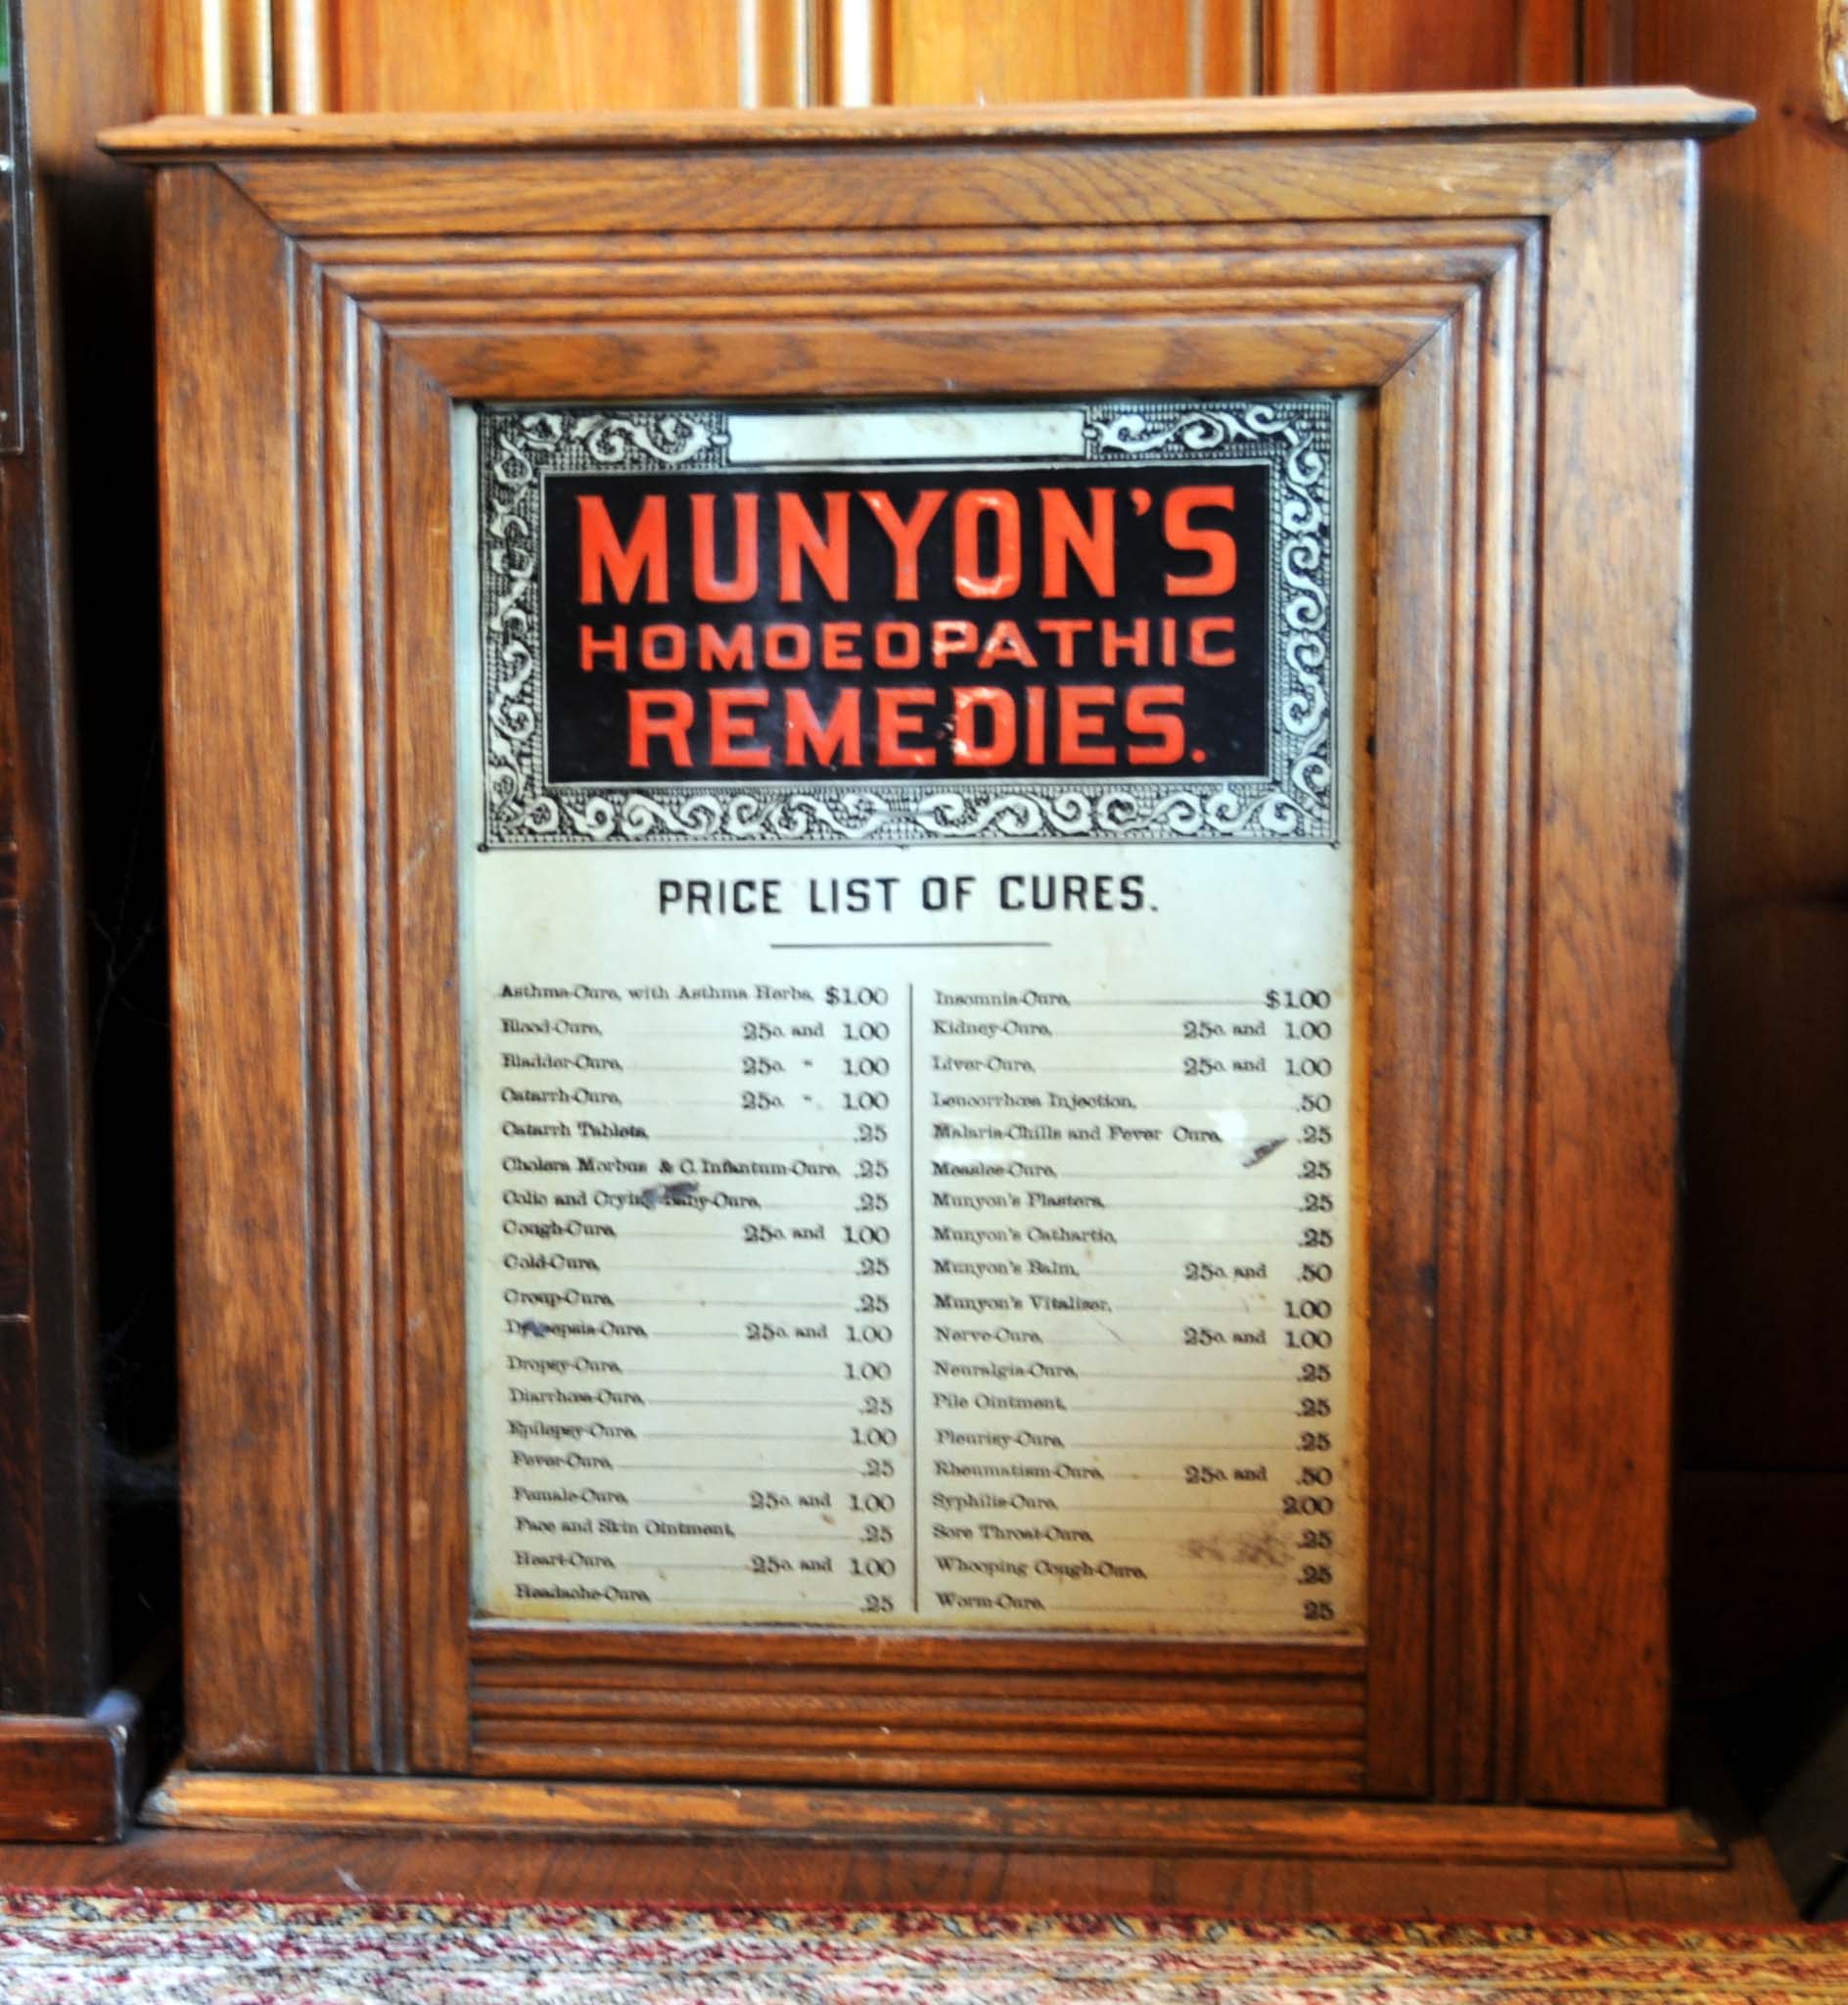 MUNYON'S
HOMOEOPATHIC
REMEDIES.
PRICE LIST OF CURES.
Asthma-Cure, with Asthma Herbs, $1.00
Blood-Cure, 25c. and 1.00
Bladder-Cure, 25c. " 1.00
Catarrh-Cure, 25c. " 1.00
Catarrh Tablets, .25
Cholera Morbus & C. Infantum-Cure, .25
Colic and Crying Baby-Cure, .25
Cough-Cure, 25c. and 1.00
Cold-Cure, .25
Croup-Cure, .25
Dyspepsia-Cure, 25c. and 1.00
Dropsy-Cure, 1.00
Diarrhœa-Cure, .25
Epilepsy-Cure, 1.00
Fever-Cure, .25
Female-Cure, 25c. and 1.00
Face and Skin Ointment, .25
Heart-Cure, 25c. and 1.00
Headache-Cure, .25
Insomnia-Cure, $1.00
Kidney-Cure, 25c. and 1.00
Liver-Cure, 25c. and 1.00
Leucorrhœa Injection, .50
Malaria-Chills and Fever Cure, .25
Measles-Cure, .25
Munyon's Plasters, .25
Munyon's Cathartic, .25
Munyon's Balm, 25c. and .50
Munyon's Vitalizer, 1.00
Nerve-Cure, 25c. and 1.00
Neuralgia-Cure, .25
Pile Ointment, .25
Pleurisy-Cure, .25
Rheumatism-Cure, 25c. and .50
Syphilis-Cure, 2.00
Sore Throat-Cure, .25
Whooping Cough-Cure, .25
Worm-Cure, .25